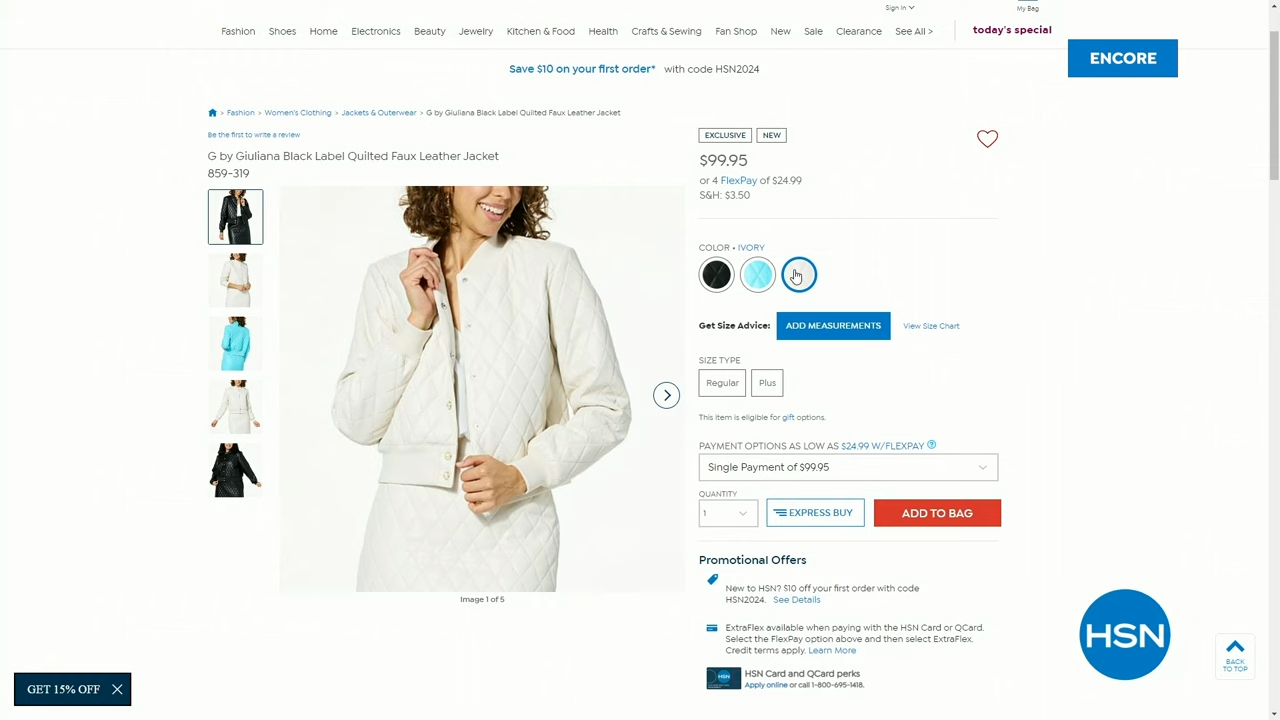 Sign In
My Bag
Fashion Shoes Home Electronics Beauty Jewelry Kitchen & Food Health Crafts & Sewing Fan Shop New Sale Clearance See All > today's special
ENCORE
Save $10 on your first order* with code HSN2024
> Fashion > Women's Clothing > Jackets & Outerwear > G by Giuliana Black Label Quilted Faux Leather Jacket
Be the first to write a review
G by Giuliana Black Label Quilted Faux Leather Jacket
859-319
Image 1 of 5
EXCLUSIVE NEW
$99.95
or 4 FlexPay of $24.99
S&H: $3.50
COLOR • IVORY
Get Size Advice: ADD MEASUREMENTS View Size Chart
SIZE TYPE
Regular Plus
This item is eligible for gift options.
PAYMENT OPTIONS AS LOW AS $24.99 W/FLEXPAY ?
Single Payment of $99.95
QUANTITY
1 EXPRESS BUY ADD TO BAG
Promotional Offers
New to HSN? $10 off your first order with code
HSN2024. See Details
ExtraFlex available when paying with the HSN Card or QCard.
Select the FlexPay option above and then select ExtraFlex.
Credit terms apply. Learn More
HSN
HSN Card and QCard perks
Apply online or call 1-800-695-1418.
HSN
BACK
TO TOP
GET 15% OFF